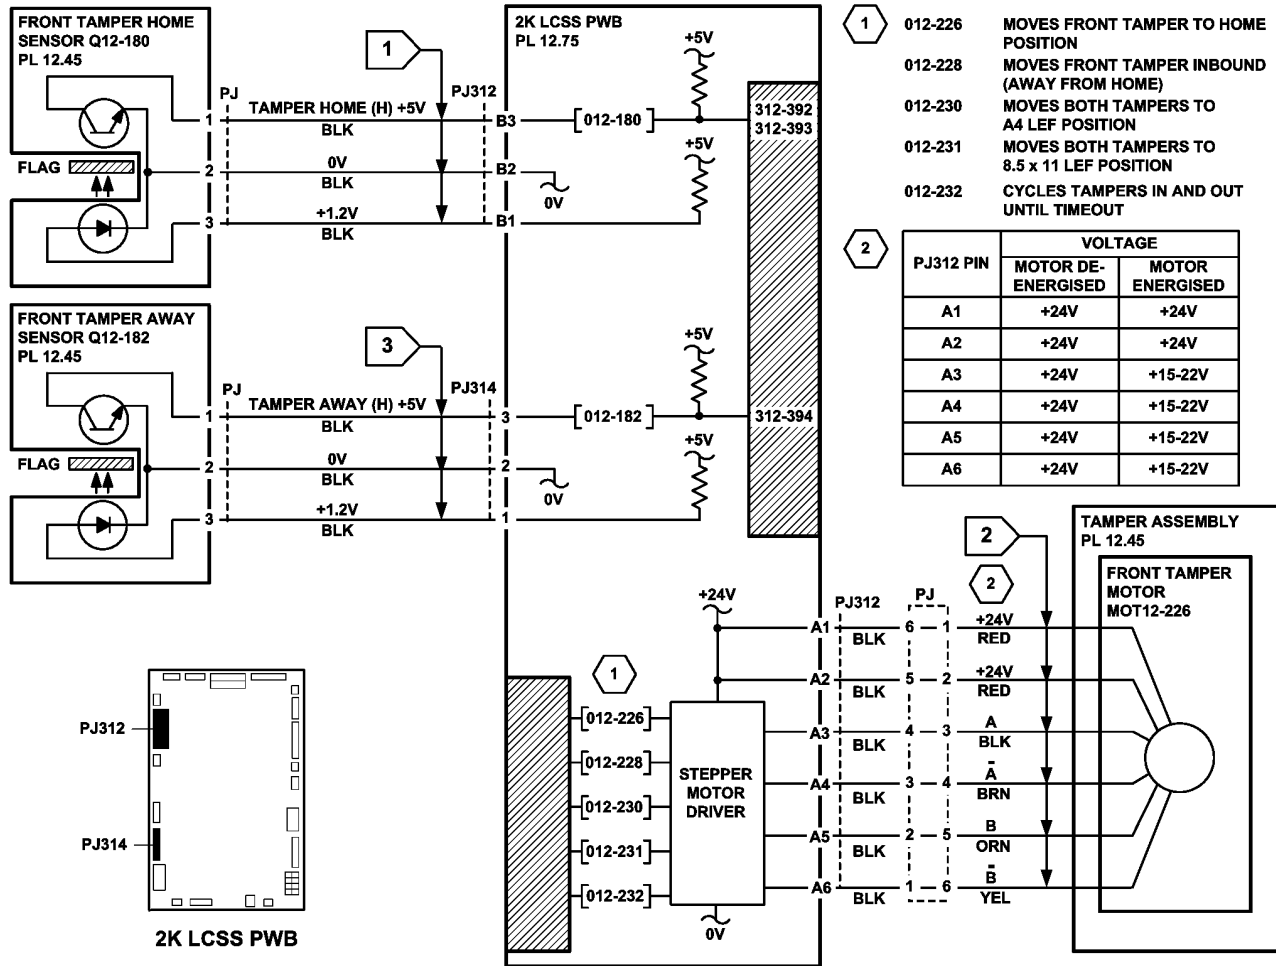 FRONT TAMPER HOME
SENSOR Q12-180
PL 12.45
FLAG
PJ
1
2
3
TAMPER HOME (H) +5V
BLK
0V
BLK
+1.2V
BLK
1
PJ312
B3
B2
B1
2K LCSS PWB
PL 12.75
+5V
012-180
+5V
0V
312-392
312-393
FRONT TAMPER AWAY
SENSOR Q12-182
PL 12.45
FLAG
PJ
1
2
3
TAMPER AWAY (H) +5V
BLK
0V
BLK
+1.2V
BLK
3
PJ314
3
2
1
+5V
012-182
+5V
0V
312-394
1
012-226 MOVES FRONT TAMPER TO HOME
POSITION
012-228 MOVES FRONT TAMPER INBOUND
(AWAY FROM HOME)
012-230 MOVES BOTH TAMPERS TO
A4 LEF POSITION
012-231 MOVES BOTH TAMPERS TO
8.5 x 11 LEF POSITION
012-232 CYCLES TAMPERS IN AND OUT
UNTIL TIMEOUT
2
PJ312 PIN VOLTAGE
MOTOR DE-
ENERGISED
MOTOR
ENERGISED
A1 +24V +24V
A2 +24V +24V
A3 +24V +15-22V
A4 +24V +15-22V
A5 +24V +15-22V
A6 +24V +15-22V
PJ312
PJ314
2K LCSS PWB
1
012-226
012-228
012-230
012-231
012-232
+24V
STEPPER
MOTOR
DRIVER
0V
PJ312
PJ
2
2
A1 BLK 6 1 +24V RED
A2 BLK 5 2 +24V RED
A3 BLK 4 3 A BLK
A4 BLK 3 4 Ā BRN
A5 BLK 2 5 B ORN
A6 BLK 1 6 B̄ YEL
TAMPER ASSEMBLY
PL 12.45
FRONT TAMPER
MOTOR
MOT12-226